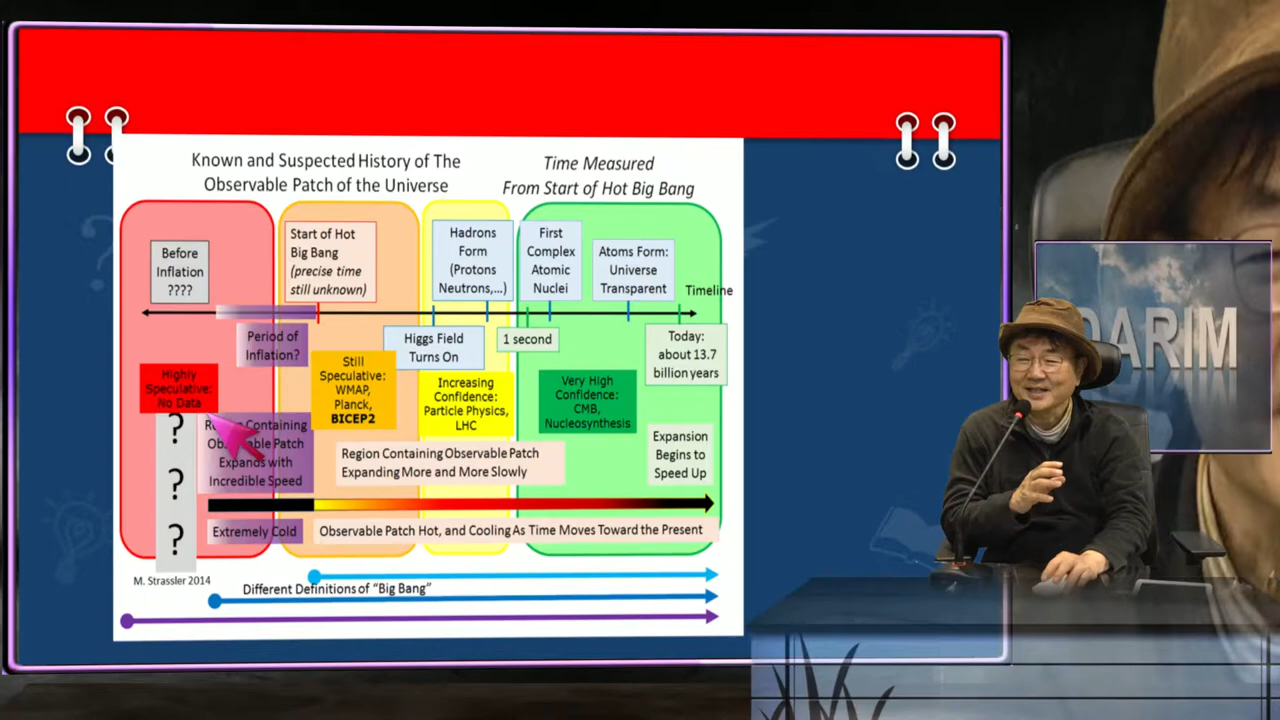 Known and Suspected History of The
Observable Patch of the Universe
Time Measured
From Start of Hot Big Bang
Before
Inflation
????
Start of Hot
Big Bang
(precise time
still unknown)
Hadrons
Form
(Protons
Neutrons,...)
First
Complex
Atomic
Nuclei
Atoms Form:
Universe
Transparent
Timeline
Period of
Inflation?
Higgs Field
Turns On
1 second
Today:
about 13.7
billion years
Highly
Speculative:
No Data
Still
Speculative:
WMAP,
Planck,
BICEP2
Increasing
Confidence:
Particle Physics,
LHC
Very High
Confidence:
CMB,
Nucleosynthesis
?
?
?
Containing
Patch
Expands with
Incredible Speed
Region Containing Observable Patch
Expanding More and More Slowly
Expansion
Begins to
Speed Up
Extremely Cold
Observable Patch Hot, and Cooling As Time Moves Toward the Present
M. Strassler 2014
Different Definitions of "Big Bang"
DARIM